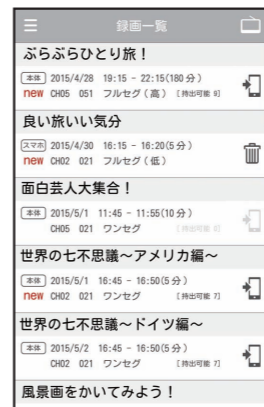 録画一覧
ぶらぶらひとり旅！
本体 2015/4/28 19:15 - 22:15(180分)
new CH05 051 フルセグ(高) [持出可能 9]
良い旅いい気分
スマホ 2015/4/30 16:15 - 16:20(5分)
new CH02 021 フルセグ(低)
面白芸人大集合！
本体 2015/5/1 11:45 - 11:55(10分)
CH05 051 ワンセグ
世界の七不思議～アメリカ編～
本体 2015/5/1 16:45 - 16:50(5分)
new CH02 021 ワンセグ [持出可能 7]
世界の七不思議～ドイツ編～
本体 2015/5/2 16:45 - 16:50(5分)
CH02 021 ワンセグ [持出可能 7]
風景画をかいてみよう！